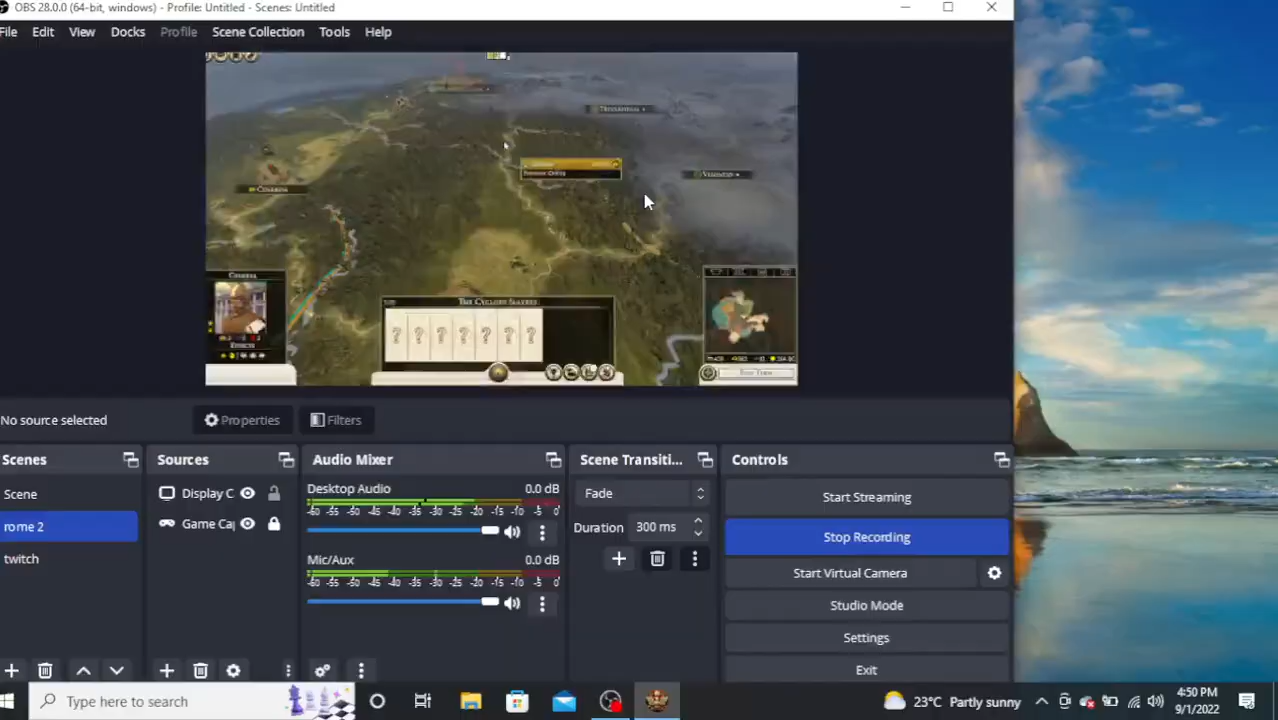 OBS 28.0.0 (64-bit, windows) - Profile: Untitled - Scenes: Untitled
File Edit View Docks Profile Scene Collection Tools Help
Cenabia
The Cyclops Slayers
Effects
End Turn
No source selected Properties Filters
Scenes Sources Audio Mixer Scene Transiti... Controls
Scene
rome 2
twitch
Display C
Game Ca
Desktop Audio 0.0 dB
-60 -55 -50 -45 -40 -35 -30 -25 -20 -15 -10 -5 0
Mic/Aux 0.0 dB
-60 -55 -50 -45 -40 -35 -30 -25 -20 -15 -10 -5 0
Fade
Duration 300 ms
Start Streaming
Stop Recording
Start Virtual Camera
Studio Mode
Settings
Exit
Type here to search
23°C Partly sunny
4:50 PM
9/1/2022